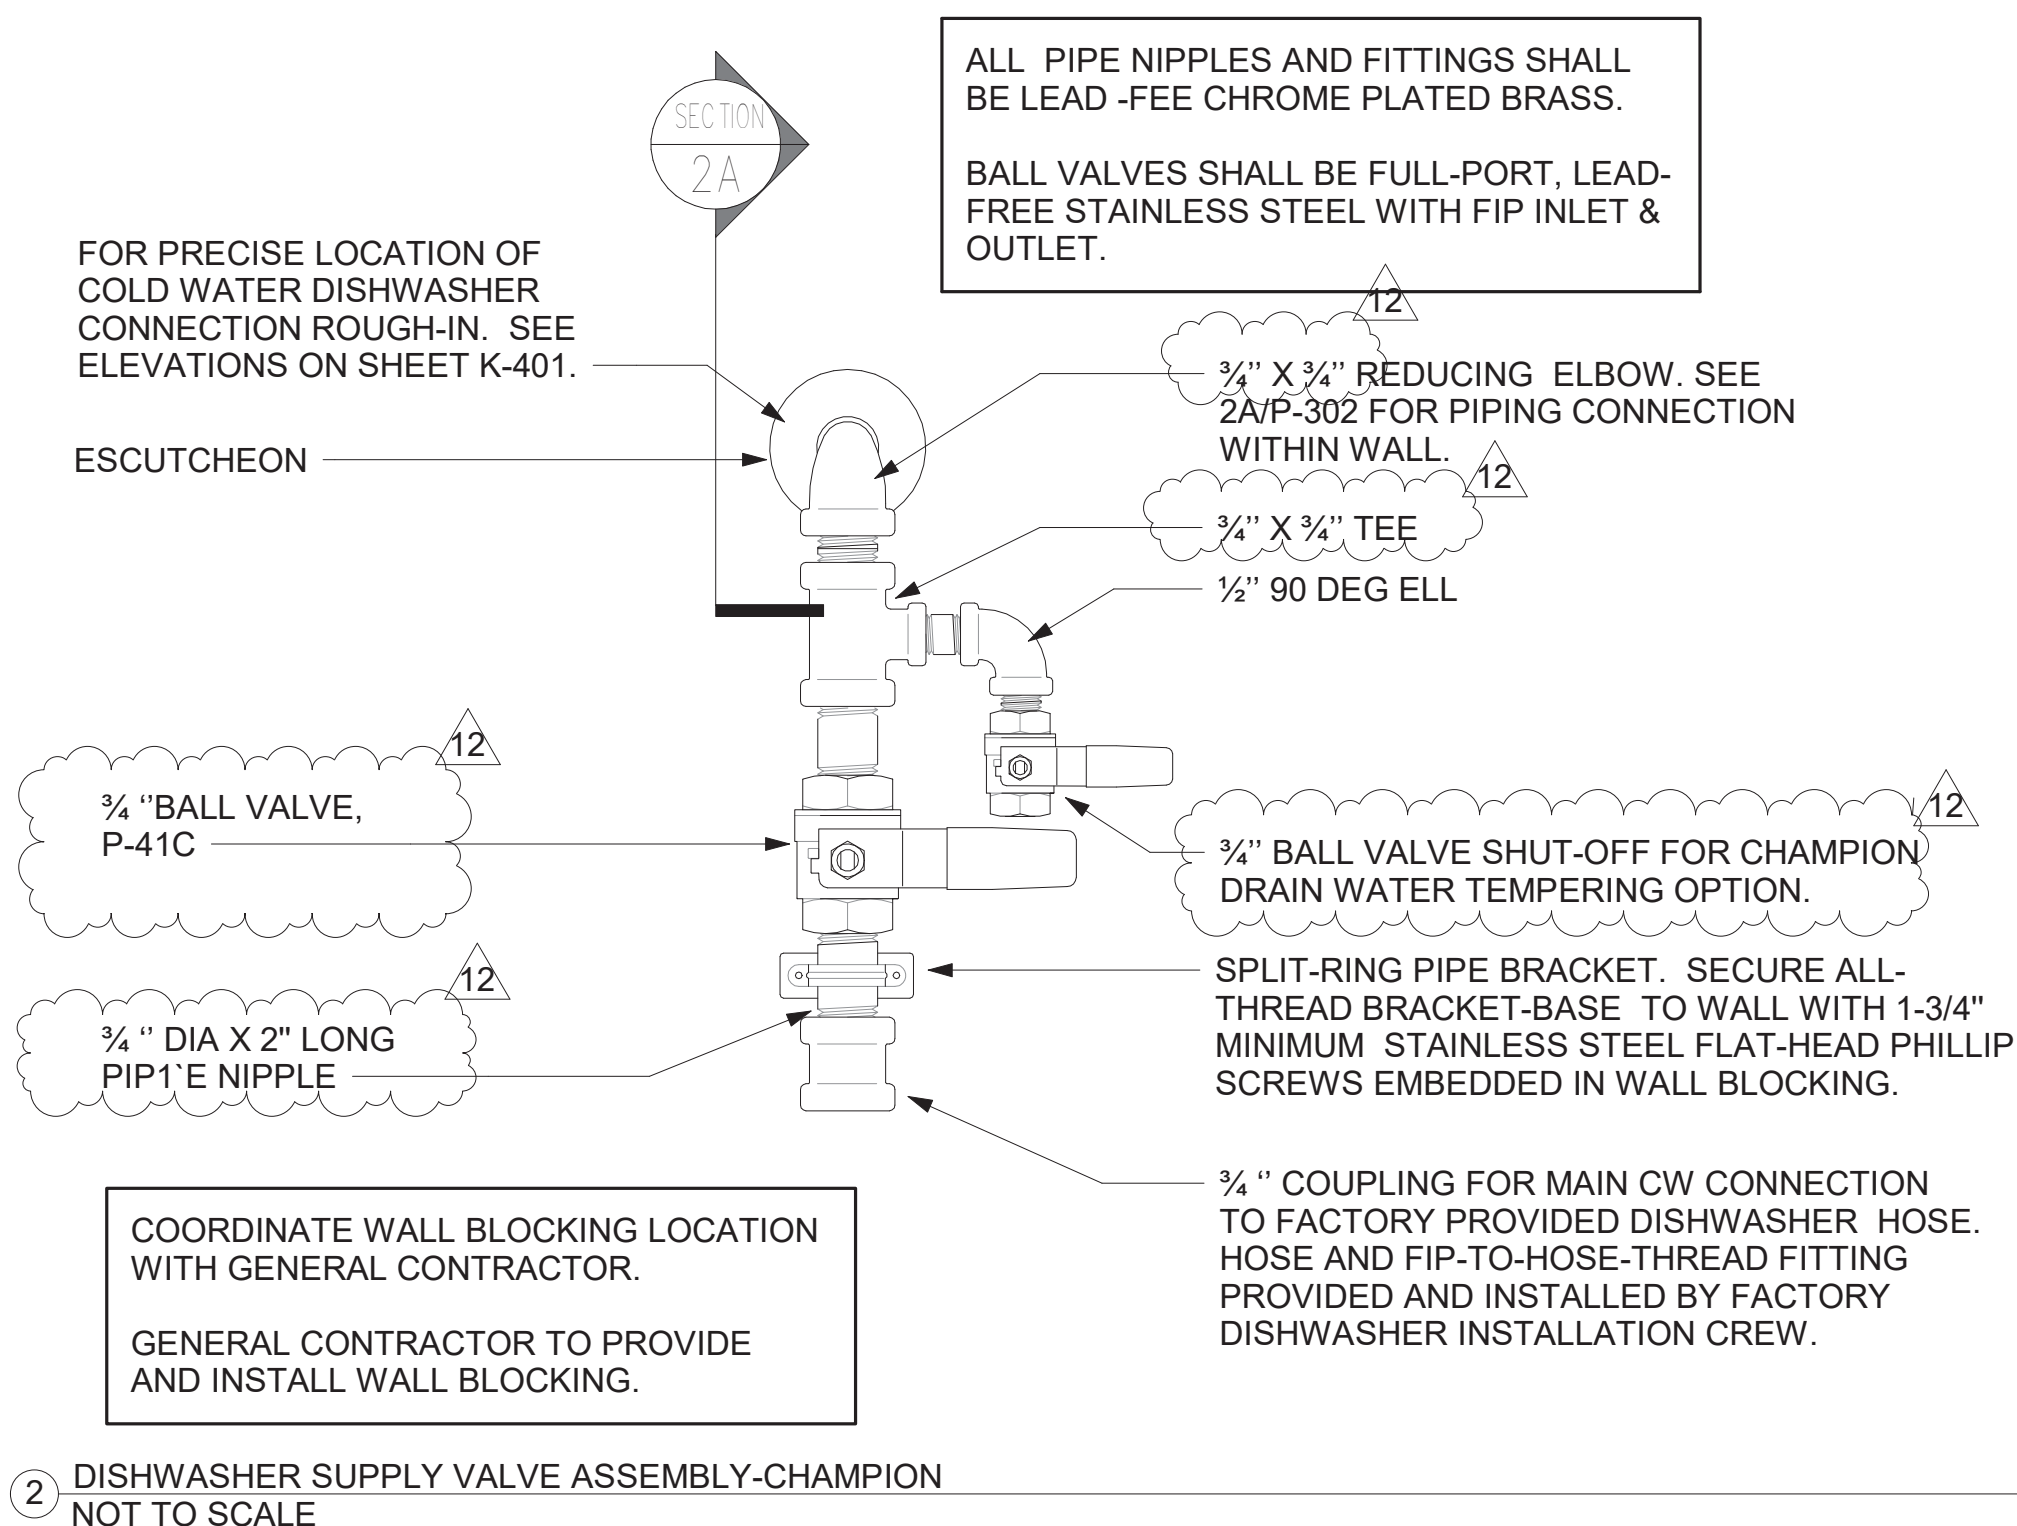 ALL PIPE NIPPLES AND FITTINGS SHALL
BE LEAD -FEE CHROME PLATED BRASS.
BALL VALVES SHALL BE FULL-PORT, LEAD-
FREE STAINLESS STEEL WITH FIP INLET &
OUTLET.
SECTION
2A
FOR PRECISE LOCATION OF
COLD WATER DISHWASHER
CONNECTION ROUGH-IN. SEE
ELEVATIONS ON SHEET K-401.
ESCUTCHEON
12
¾’’ X ¾’’ REDUCING ELBOW. SEE
2A/P-302 FOR PIPING CONNECTION
WITHIN WALL.
12
¾’’ X ¾’’ TEE
½’’ 90 DEG ELL
12
¾ ‘’BALL VALVE,
P-41C
12
¾’’ BALL VALVE SHUT-OFF FOR CHAMPION
DRAIN WATER TEMPERING OPTION.
12
¾ ‘’ DIA X 2" LONG
PIP1`E NIPPLE
SPLIT-RING PIPE BRACKET. SECURE ALL-
THREAD BRACKET-BASE TO WALL WITH 1-3/4"
MINIMUM STAINLESS STEEL FLAT-HEAD PHILLIP
SCREWS EMBEDDED IN WALL BLOCKING.
¾ ‘’ COUPLING FOR MAIN CW CONNECTION
TO FACTORY PROVIDED DISHWASHER HOSE.
HOSE AND FIP-TO-HOSE-THREAD FITTING
PROVIDED AND INSTALLED BY FACTORY
DISHWASHER INSTALLATION CREW.
COORDINATE WALL BLOCKING LOCATION
WITH GENERAL CONTRACTOR.
GENERAL CONTRACTOR TO PROVIDE
AND INSTALL WALL BLOCKING.
2
DISHWASHER SUPPLY VALVE ASSEMBLY-CHAMPION
NOT TO SCALE